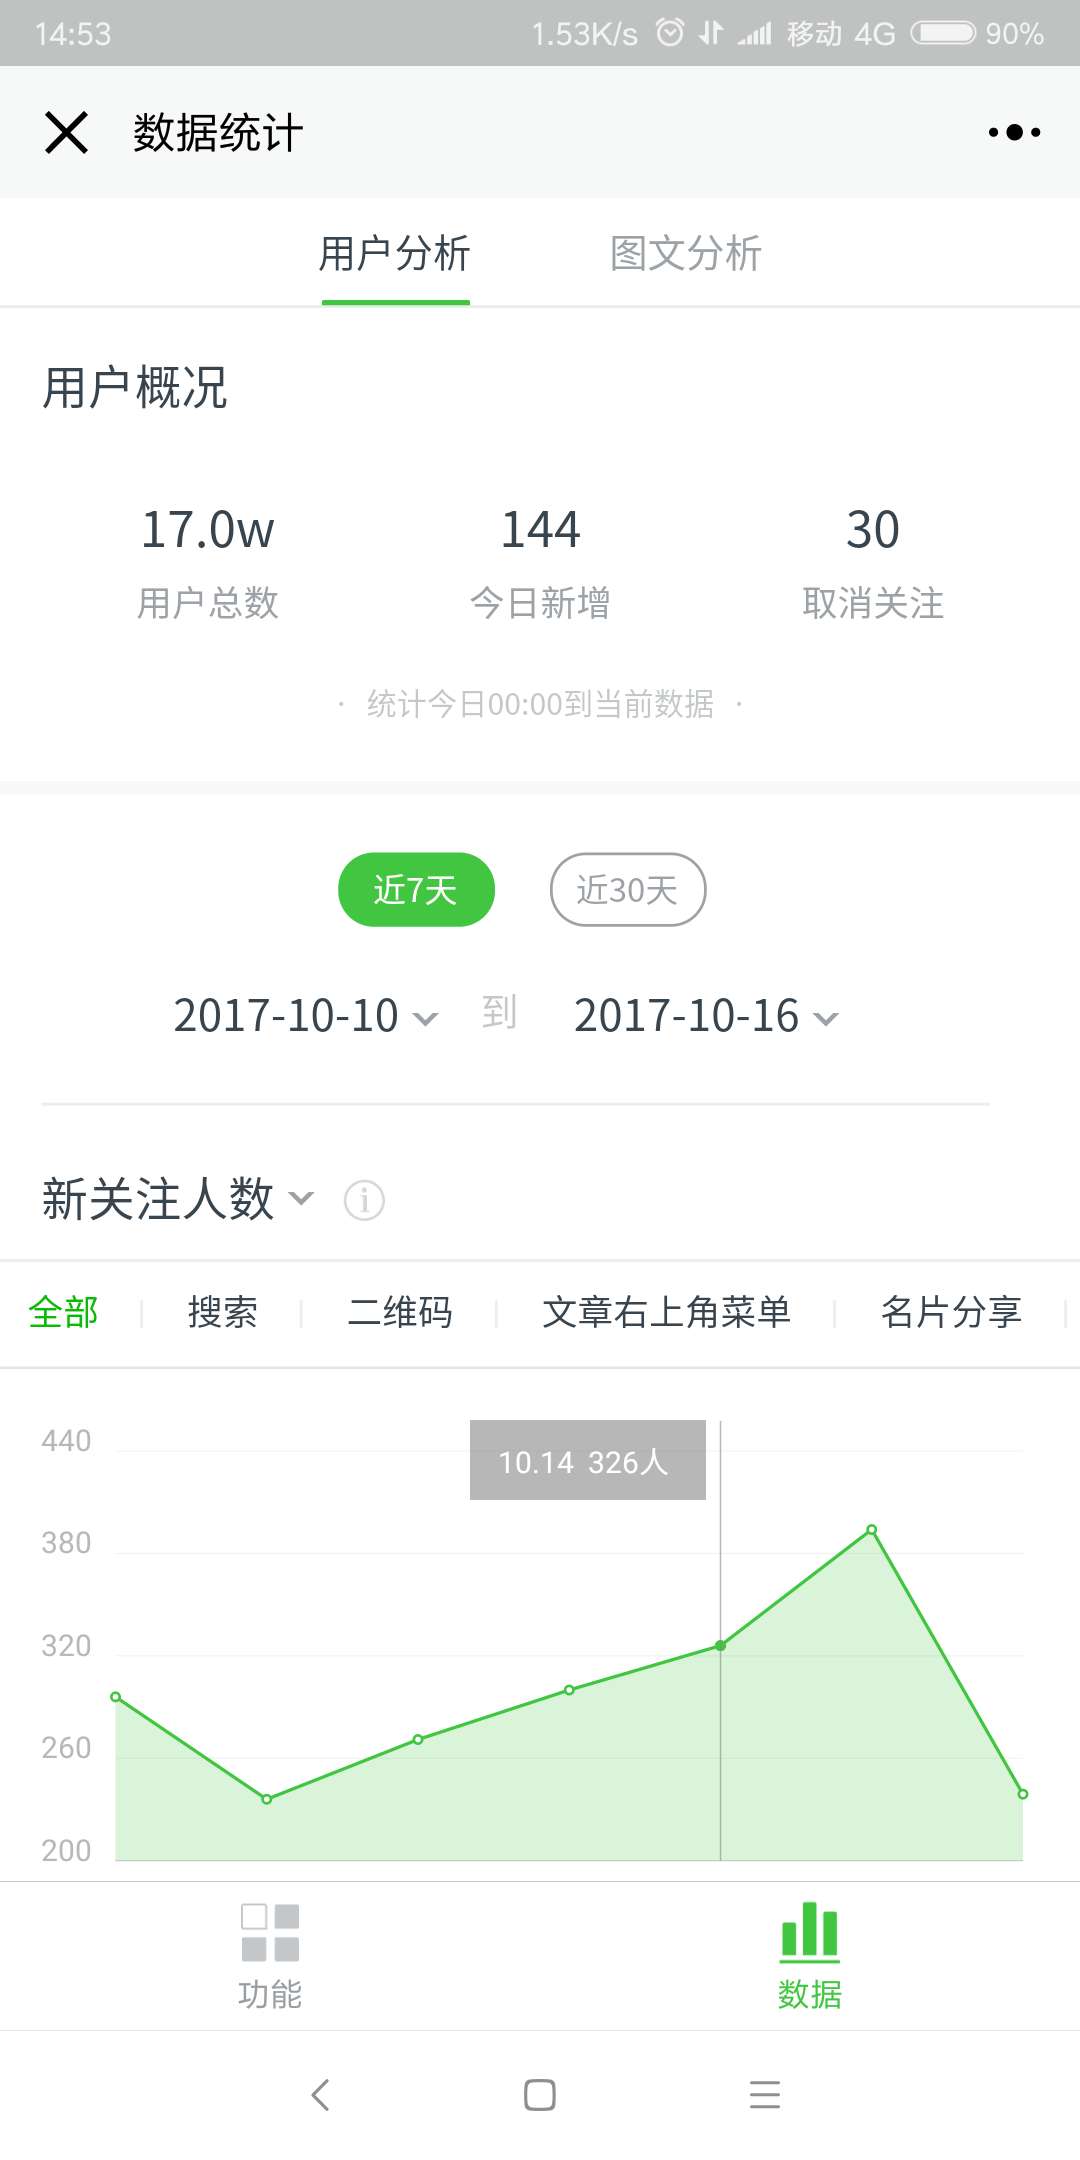 14:53 1.53K/s 移动 4G 90%
数据统计
用户分析 图文分析
用户概况
17.0w 144 30
用户总数 今日新增 取消关注
· 统计今日00:00到当前数据 ·
近7天 近30天
2017-10-10 到 2017-10-16
新关注人数 i
全部 搜索 二维码 文章右上角菜单 名片分享
440
10.14 326人
380
320
260
200
功能 数据